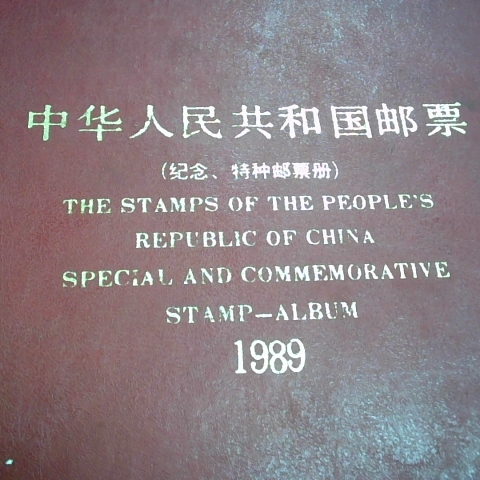 中华人民共和国邮票
(纪念、特种邮票册)
THE STAMPS OF THE PEOPLE'S
REPUBLIC OF CHINA
SPECIAL AND COMMEMORATIVE
STAMP-ALBUM
1989